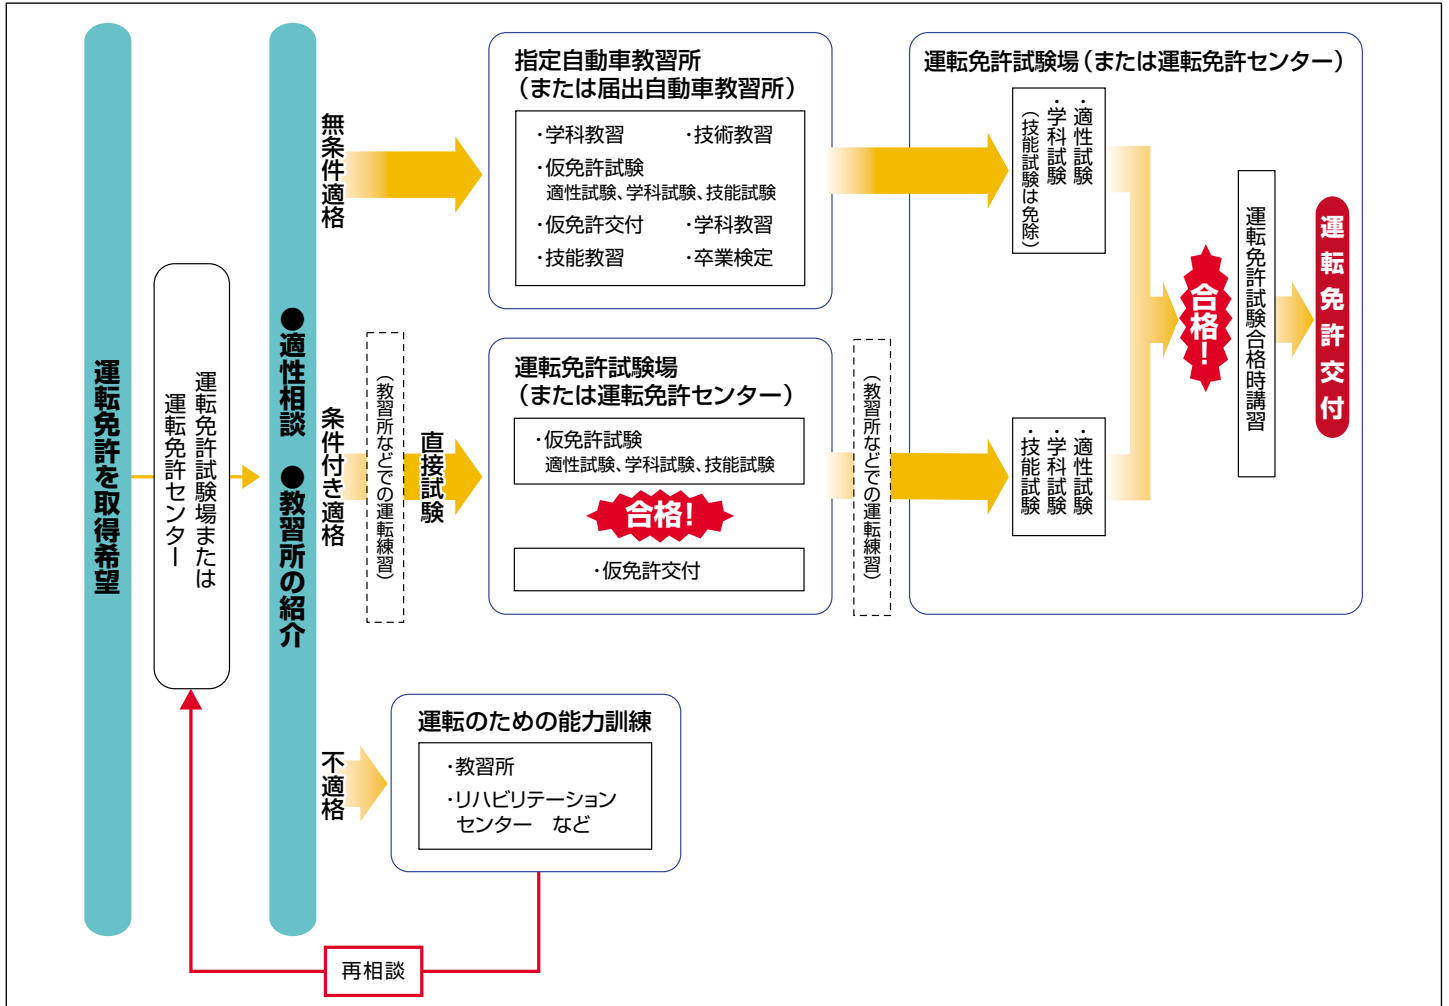 運転免許を取得希望
運転免許試験場または
運転免許センター
●適性相談　●教習所の紹介
無条件適格
指定自動車教習所
（または届出自動車教習所）
・学科教習　・技術教習
・仮免許試験
適性試験、学科試験、技能試験
・仮免許交付　・学科教習
・技能教習　・卒業検定
条件付き適格
（教習所などでの運転練習）
直接試験
運転免許試験場
（または運転免許センター）
・仮免許試験
適性試験、学科試験、技能試験
合格！
・仮免許交付
（教習所などでの運転練習）
運転免許試験場（または運転免許センター）
・適性試験
・学科試験
（技能試験は免除）
・適性試験
・学科試験
・技能試験
合格！
運転免許試験合格時講習
運転免許交付
不適格
運転のための能力訓練
・教習所
・リハビリテーション
センター　など
再相談